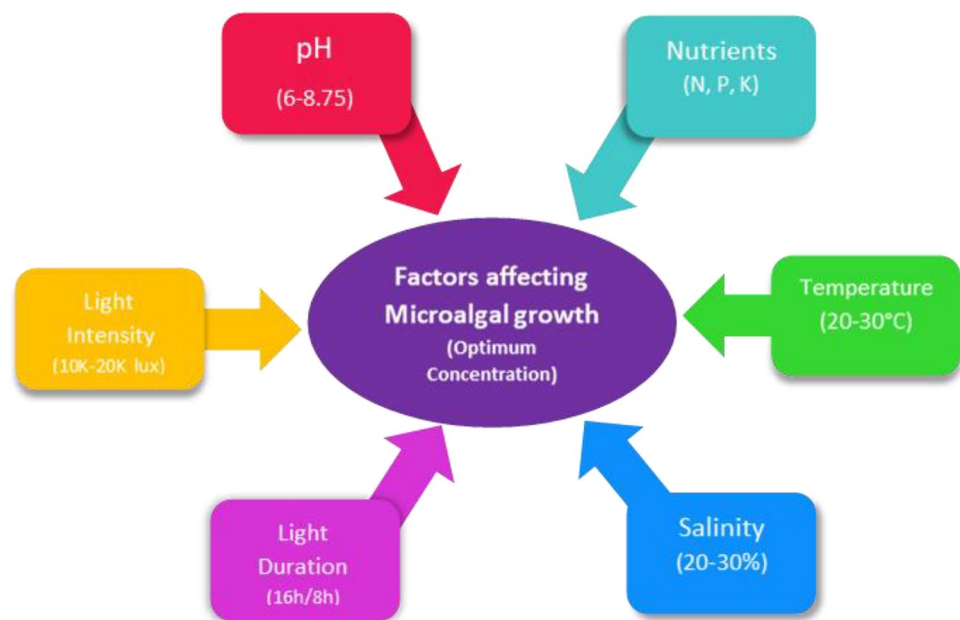 pH
(6-8.75)
Nutrients
(N, P, K)
Factors affecting
Microalgal growth
(Optimum
Concentration)
Light
Intensity
(10K-20K lux)
Temperature
(20-30°C)
Light
Duration
(16h/8h)
Salinity
(20-30%)